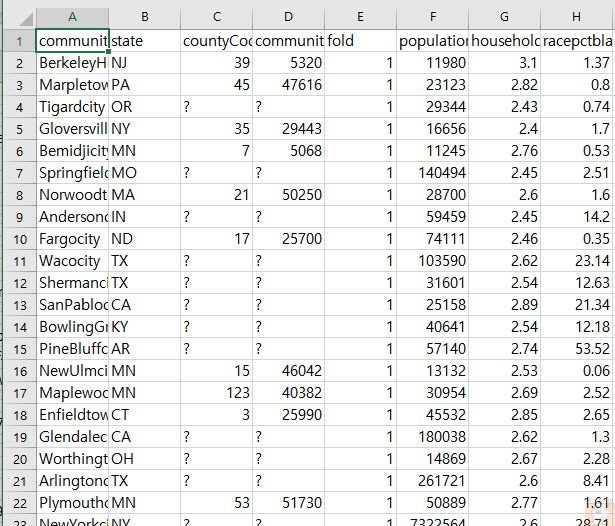 A B C D E F G H
1 communit state countyCod communit fold population household racepctbla
2 BerkeleyH NJ 39 5320 1 11980 3.1 1.37
3 Marpletow PA 45 47616 1 23123 2.82 0.8
4 Tigardcity OR ? ? 1 29344 2.43 0.74
5 Gloversvill NY 35 29443 1 16656 2.4 1.7
6 Bemidjicity MN 7 5068 1 11245 2.76 0.53
7 Springfield MO ? ? 1 140494 2.45 2.51
8 Norwoodt MA 21 50250 1 28700 2.6 1.6
9 Andersonc IN ? ? 1 59459 2.45 14.2
10 Fargocity ND 17 25700 1 74111 2.46 0.35
11 Wacocity TX ? ? 1 103590 2.62 23.14
12 Shermanci TX ? ? 1 31601 2.54 12.63
13 SanPabloc CA ? ? 1 25158 2.89 21.34
14 BowlingGr KY ? ? 1 40641 2.54 12.18
15 PineBluffc AR ? ? 1 57140 2.74 53.52
16 NewUlmci MN 15 46042 1 13132 2.53 0.06
17 Maplewoc MN 123 40382 1 30954 2.69 2.52
18 Enfieldtow CT 3 25990 1 45532 2.85 2.65
19 Glendalec CA ? ? 1 180038 2.62 1.3
20 Worthingt OH ? ? 1 14869 2.67 2.28
21 Arlingtonc TX ? ? 1 261721 2.6 8.41
22 Plymouthc MN 53 51730 1 50889 2.77 1.61
23 NewYorkci NY ? ? 1 7322564 2.6 28.71